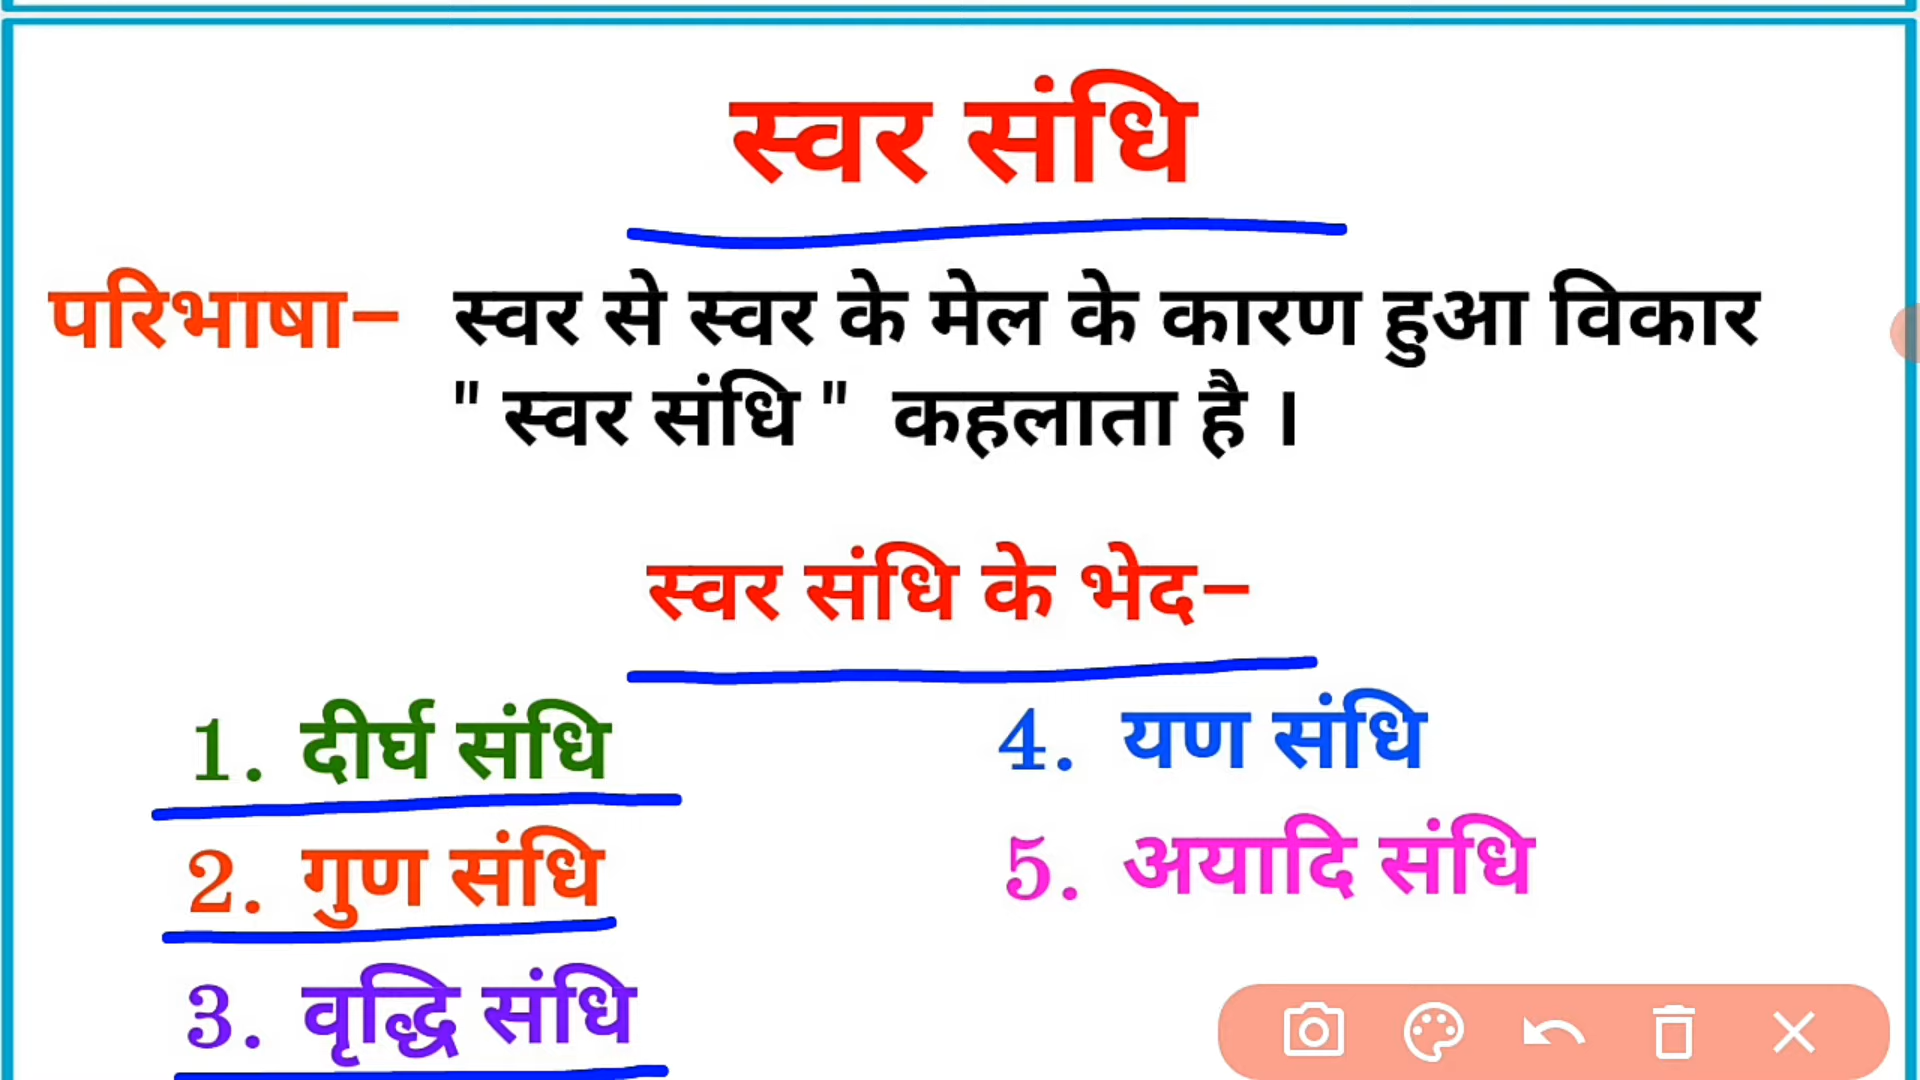 स्वर संधि
परिभाषा– स्वर से स्वर के मेल के कारण हुआ विकार
" स्वर संधि " कहलाता है ।
स्वर संधि के भेद–
1. दीर्घ संधि
2. गुण संधि
3. वृद्धि संधि
4. यण संधि
5. अयादि संधि